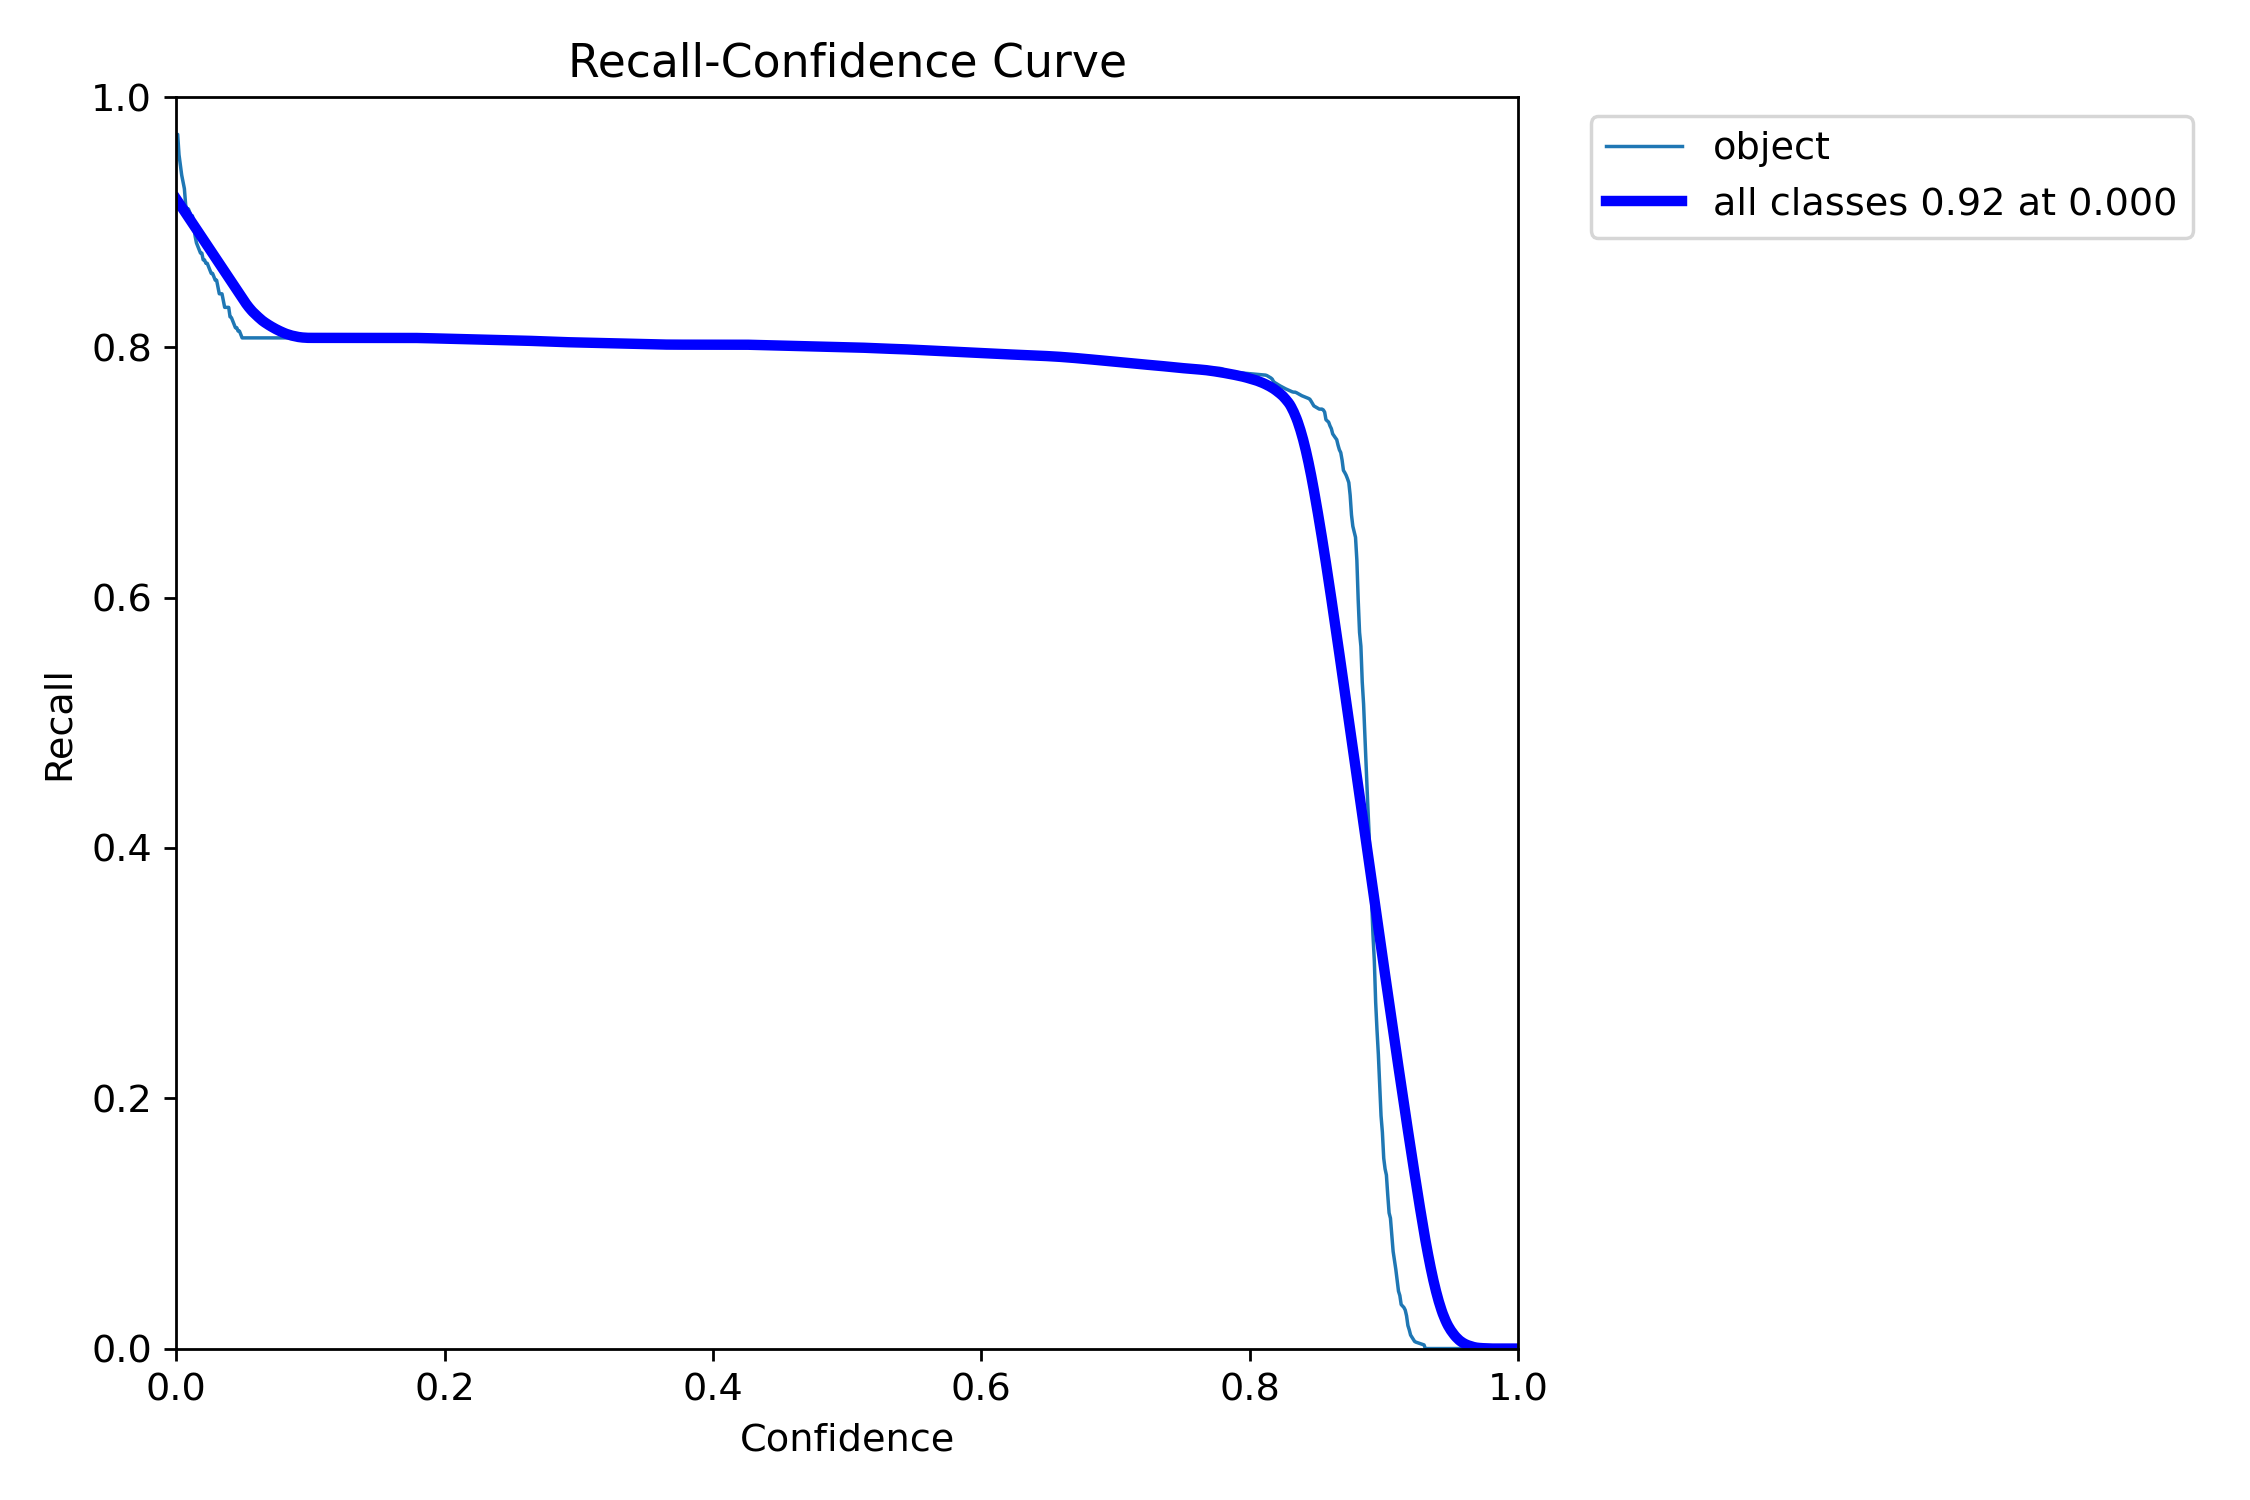 Recall-Confidence Curve
1.0
0.8
0.6
0.4
0.2
0.0
Recall
0.0 0.2 0.4 0.6 0.8 1.0
Confidence
object
all classes 0.92 at 0.000